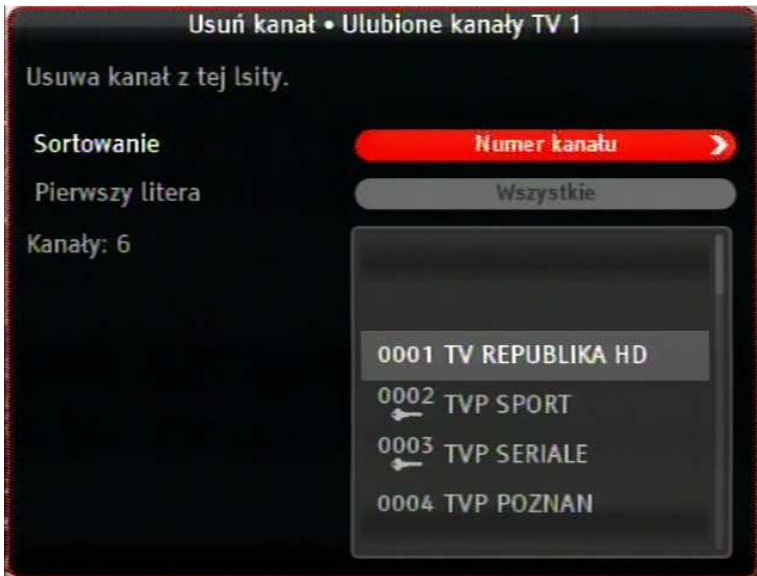 Usuń kanał • Ulubione kanały TV 1
Usuwa kanał z tej lsity.
Sortowanie Numer kanału
Pierwszy litera Wszystkie
Kanały: 6
0001 TV REPUBLIKA HD
0002 TVP SPORT
0003 TVP SERIALE
0004 TVP POZNAN